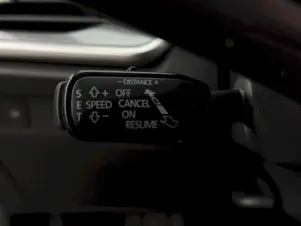 − DISTANCE +
S + OFF
E SPEED CANCEL
T − ON
RESUME